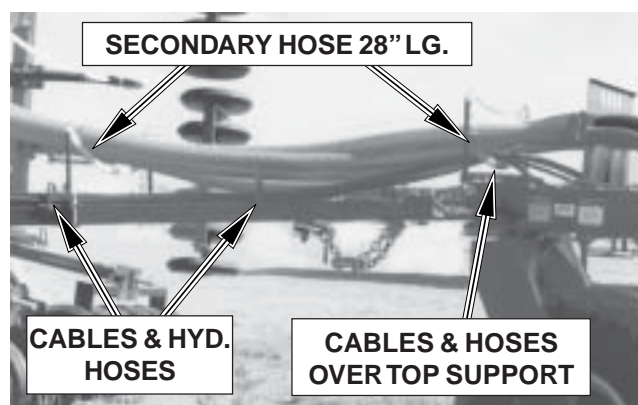 SECONDARY HOSE 28” LG.
CABLES & HYD.
HOSES
CABLES & HOSES
OVER TOP SUPPORT